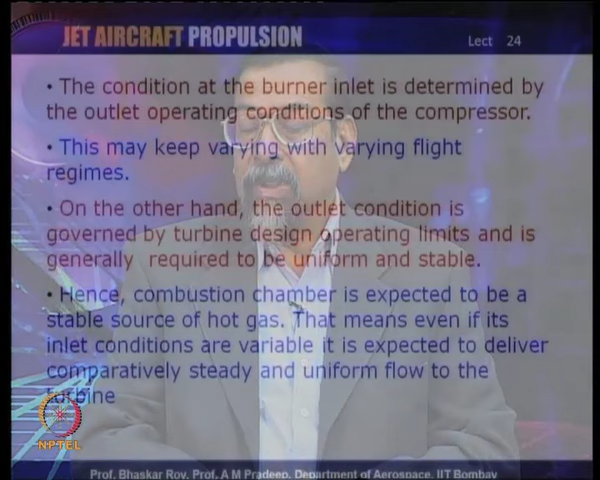 JET AIRCRAFT PROPULSION
Lect 24
• The condition at the burner inlet is determined by
the outlet operating conditions of the compressor.
• This may keep varying with varying flight
regimes.
• On the other hand, the outlet condition is
governed by turbine design operating limits and is
generally required to be uniform and stable.
• Hence, combustion chamber is expected to be a
stable source of hot gas. That means even if its
inlet conditions are variable it is expected to deliver
comparatively steady and uniform flow to the
turbine
NPTEL
Prof. Bhaskar Roy, Prof. A M Pradeep, Department of Aerospace, IIT Bombay